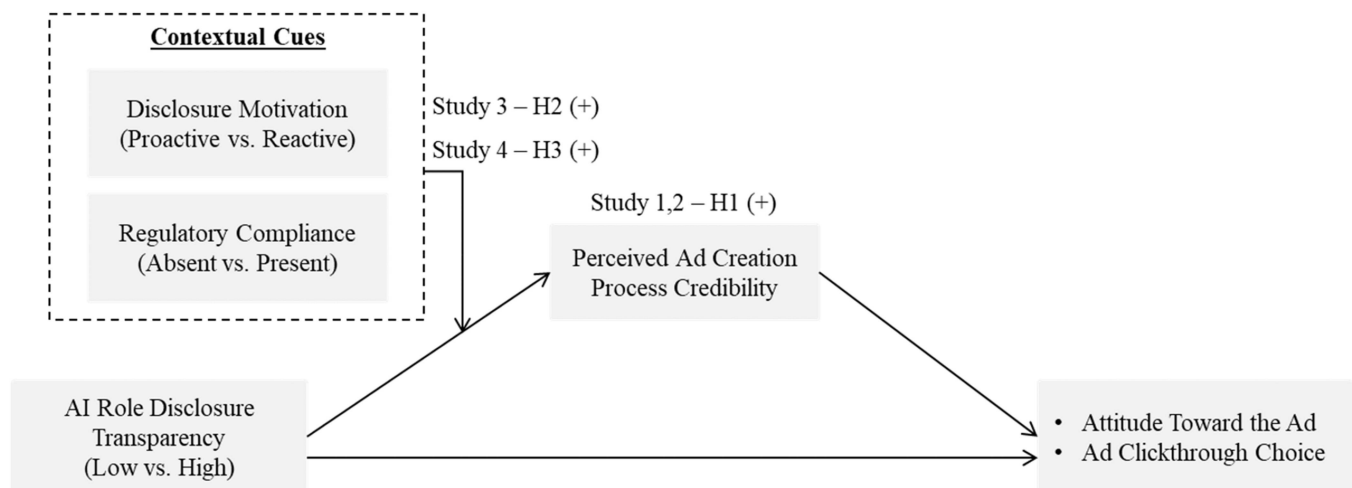 Contextual Cues
Disclosure Motivation
(Proactive vs. Reactive)
Regulatory Compliance
(Absent vs. Present)
Study 3 – H2 (+)
Study 4 – H3 (+)
Study 1,2 – H1 (+)
Perceived Ad Creation
Process Credibility
AI Role Disclosure
Transparency
(Low vs. High)
• Attitude Toward the Ad
• Ad Clickthrough Choice